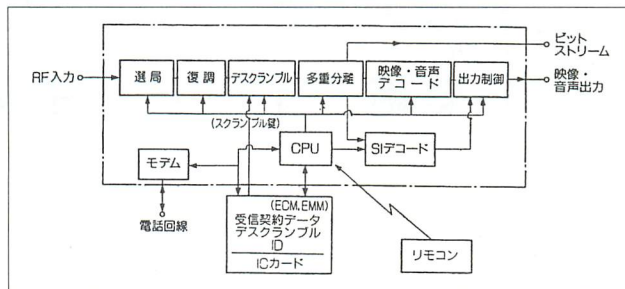 ビット
ストリーム
RF入力
選局
復調
デスクランブル
多重分離
映像・音声
デコード
出力制御
映像・
音声出力
(スクランブル鍵)
CPU
SIデコード
モデム
電話回線
(ECM,EMM)
受信契約データ
デスクランブル
ID
ICカード
リモコン